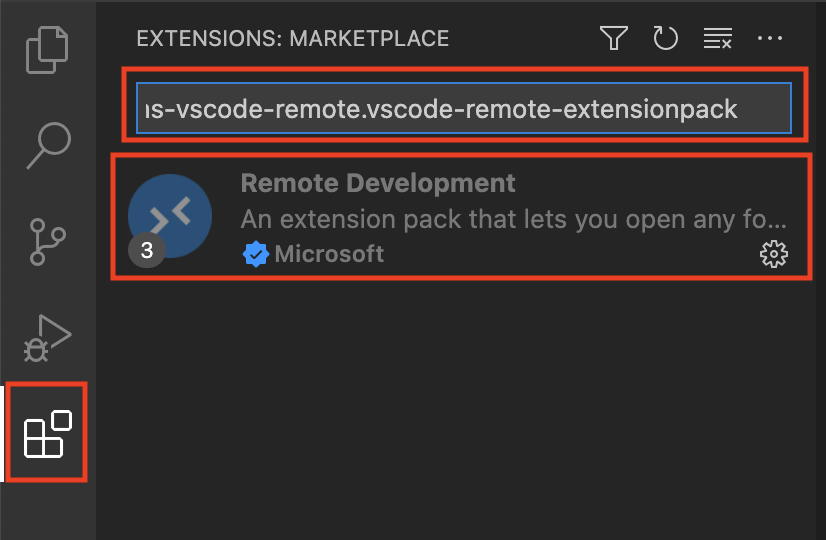 EXTENSIONS: MARKETPLACE
ns-vscode-remote.vscode-remote-extensionpack
Remote Development
An extension pack that lets you open any fo...
3
Microsoft